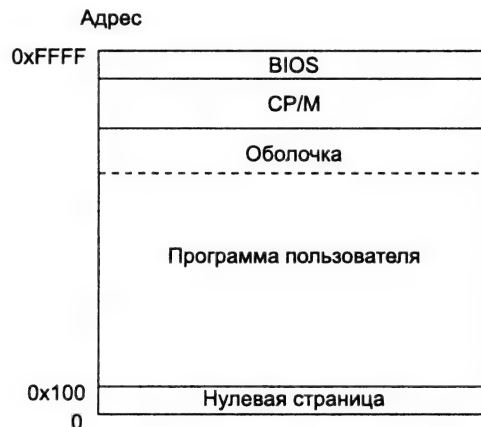 Адрес
0xFFFF
BIOS
CP/M
Оболочка
Программа пользователя
0x100
Нулевая страница
0